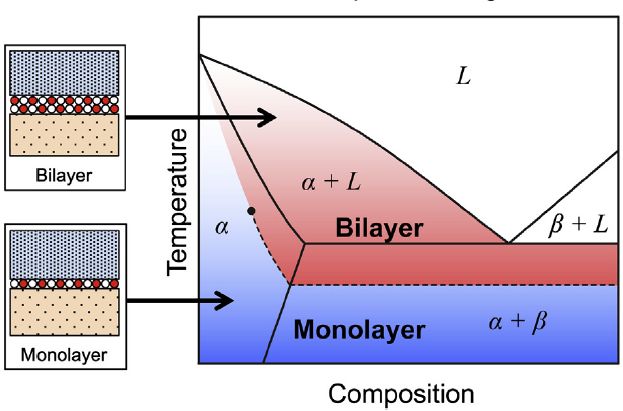 L
Bilayer
Temperature
α + L
α
Bilayer
β + L
Monolayer
Monolayer
α + β
Composition